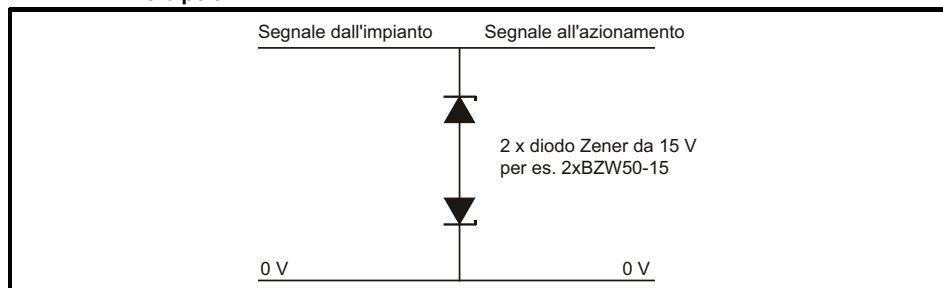 Segnale dall'impianto Segnale all'azionamento
2 x diodo Zener da 15 V
per es. 2xBZW50-15
0 V 0 V